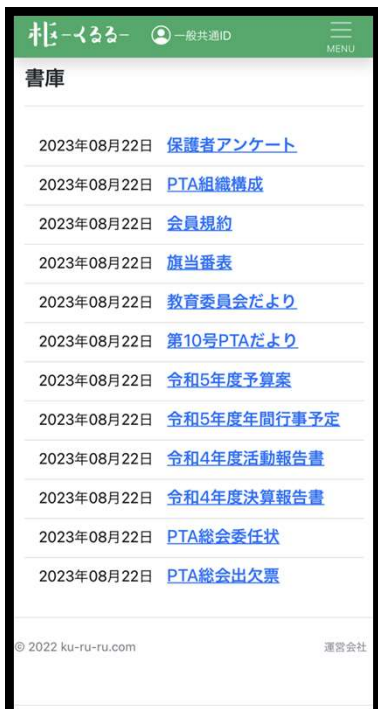 枢-くるる- 一般共通ID
MENU
書庫
2023年08月22日 保護者アンケート
2023年08月22日 PTA組織構成
2023年08月22日 会員規約
2023年08月22日 旗当番表
2023年08月22日 教育委員会だより
2023年08月22日 第10号PTAだより
2023年08月22日 令和5年度予算案
2023年08月22日 令和5年度年間行事予定
2023年08月22日 令和4年度活動報告書
2023年08月22日 令和4年度決算報告書
2023年08月22日 PTA総会委任状
2023年08月22日 PTA総会出欠票
© 2022 ku-ru-ru.com 運営会社